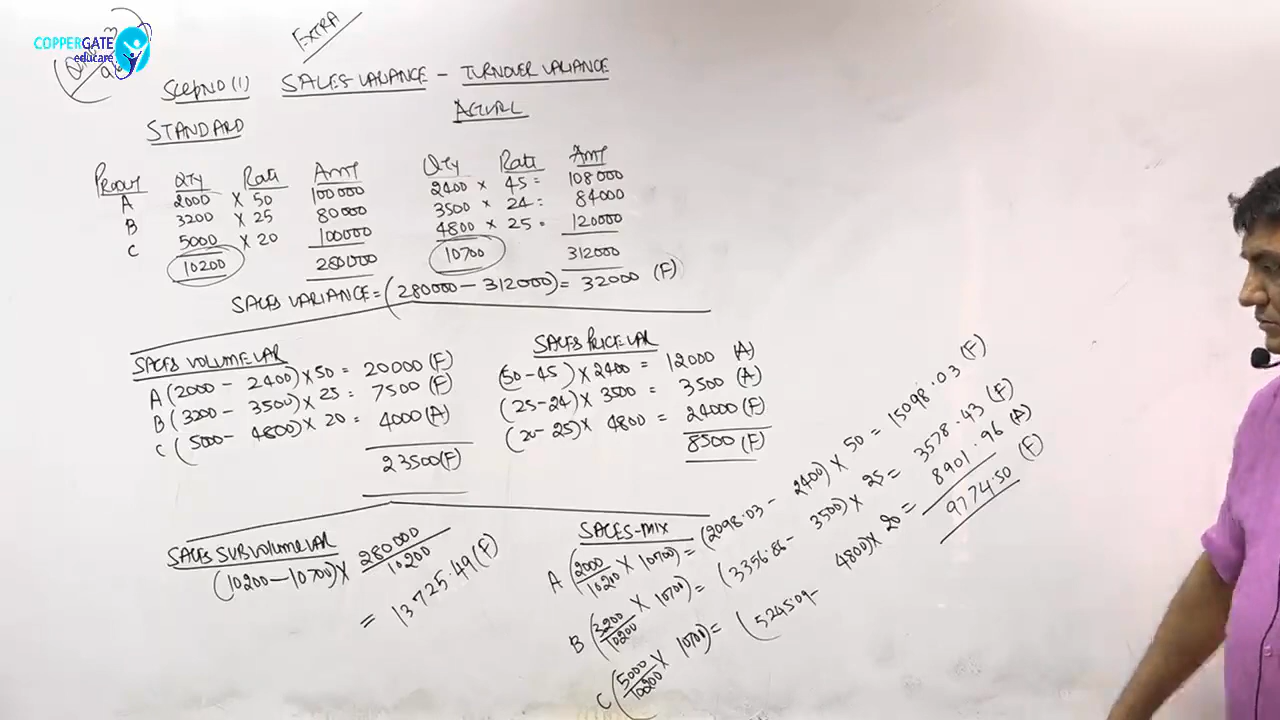 COPPERGATE
educare
EXTRA
SALES VARIANCE - TURNOVER VARIANCE
STANDARD ACTUAL
QTY Rate AMT QTY Rate AMT
A 2000 X 50 100000 2400 X 45 = 108000
B 3200 X 25 80000 3500 X 24 = 84000
C 5000 X 20 100000 4800 X 25 = 120000
10200 280000 10700 312000
SALES VARIANCE = (280000 - 312000) = 32000 (F)
SALES VOLUME VAR
A (2000 - 2400) X 50 = 20000 (F)
B (3200 - 3500) X 25 = 7500 (F)
C (5000 - 4800) X 20 = 4000 (A)
23500 (F)
SALES PRICE VAR
(50 - 45) X 2400 = 12000 (A)
(25 - 24) X 3500 = 3500 (A)
(20 - 25) X 4800 = 24000 (F)
8500 (F)
SALES SUB VOLUME VAR
(10200 - 10700) X 280000/10200
= 13725.49 (F)
SALES-MIX
A (2000/10200 X 10700) = (2098.03 - 2400) X 50 = 15098.03 (F)
B (3200/10200 X 10700) = (3356.86 - 3500) X 25 = 3578.43 (F)
C (5000/10200 X 10700) = (5245.09 - 4800) X 20 = 8901.96 (A)
9774.50 (F)